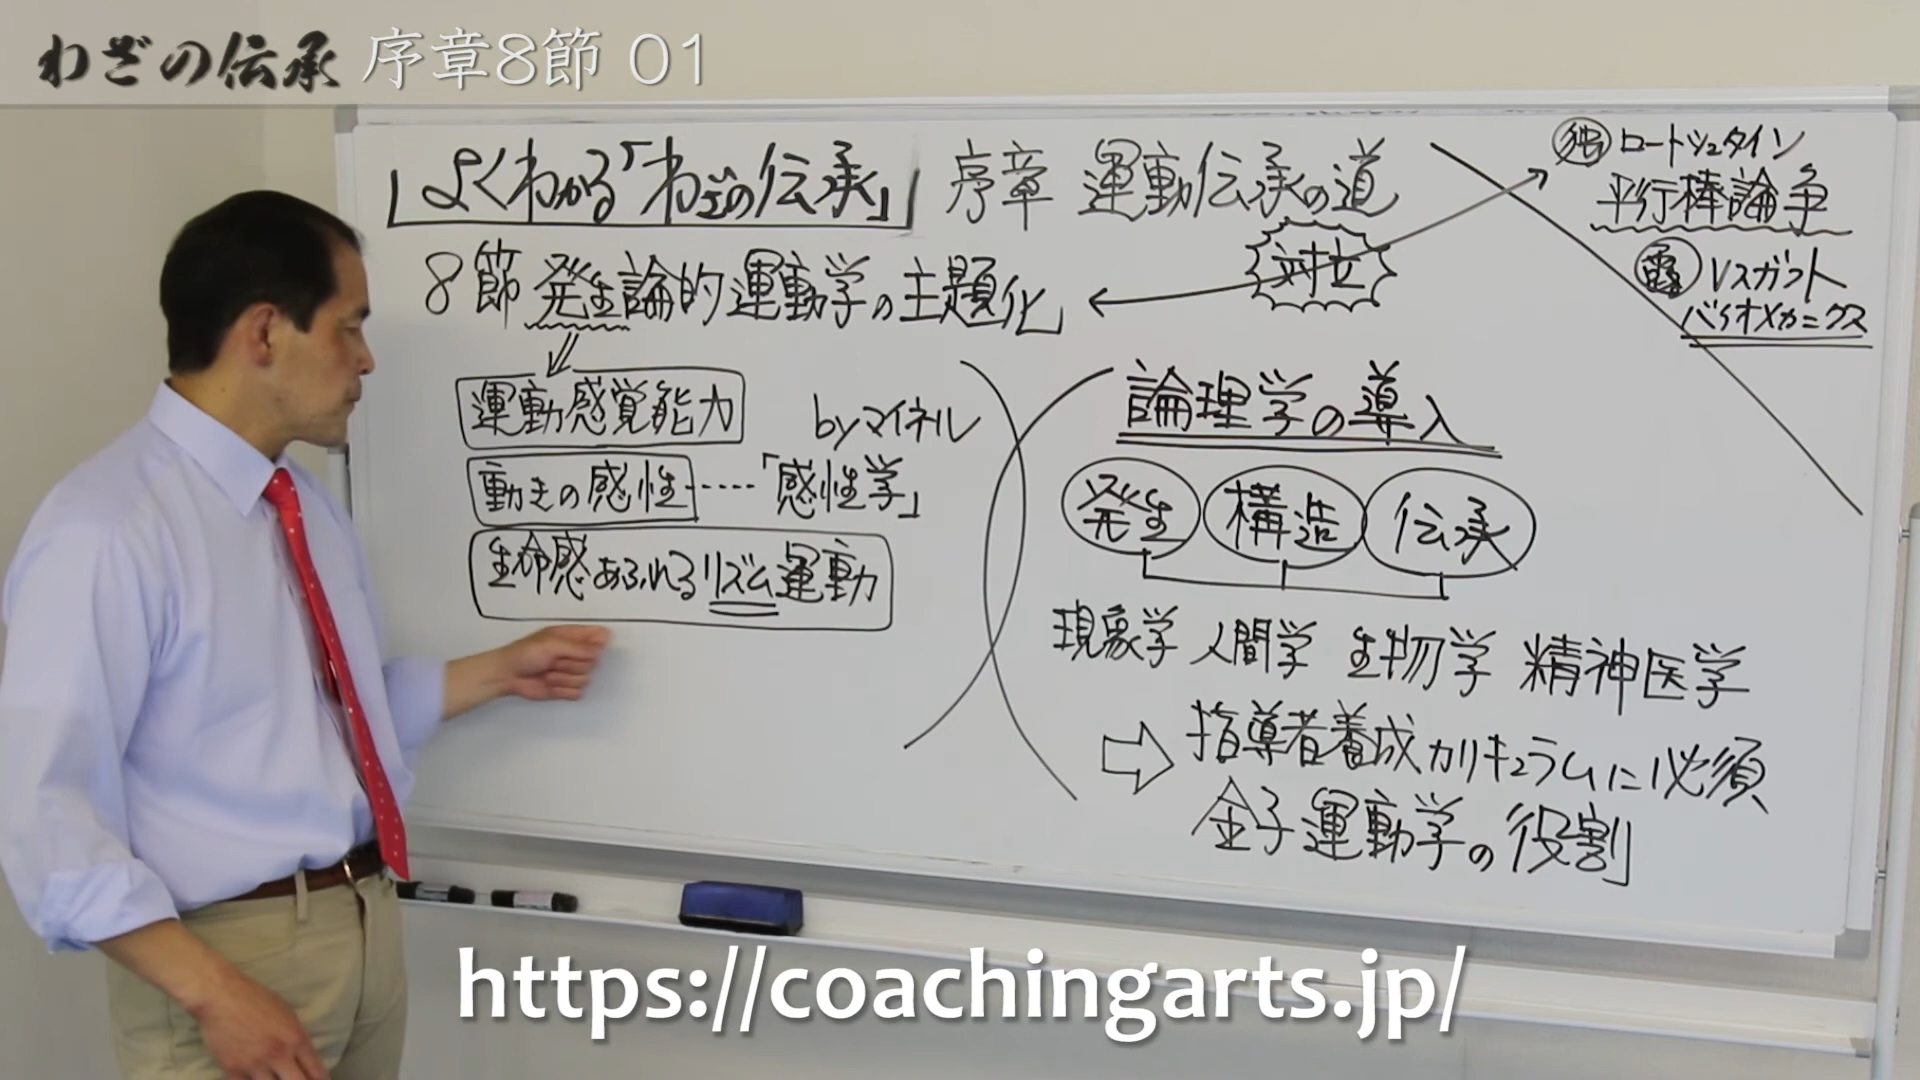 わざの伝承 序章8節 01
よくわかる「わざの伝承」 序章 運動伝承の道
8節 発生論的運動学の主題化
対立
独 ロートシュタイン
平行棒論争
Vスガント
バイオメカニクス
運動感覚能力 byマイネル
動きの感性……「感性学」
生命感あふれるリズム運動
論理学の導入
発生 構造 伝承
現象学 人間学 生物学 精神医学
⇨ 指導者養成カリキュラムに必須
金子運動学の役割
https://coachingarts.jp/